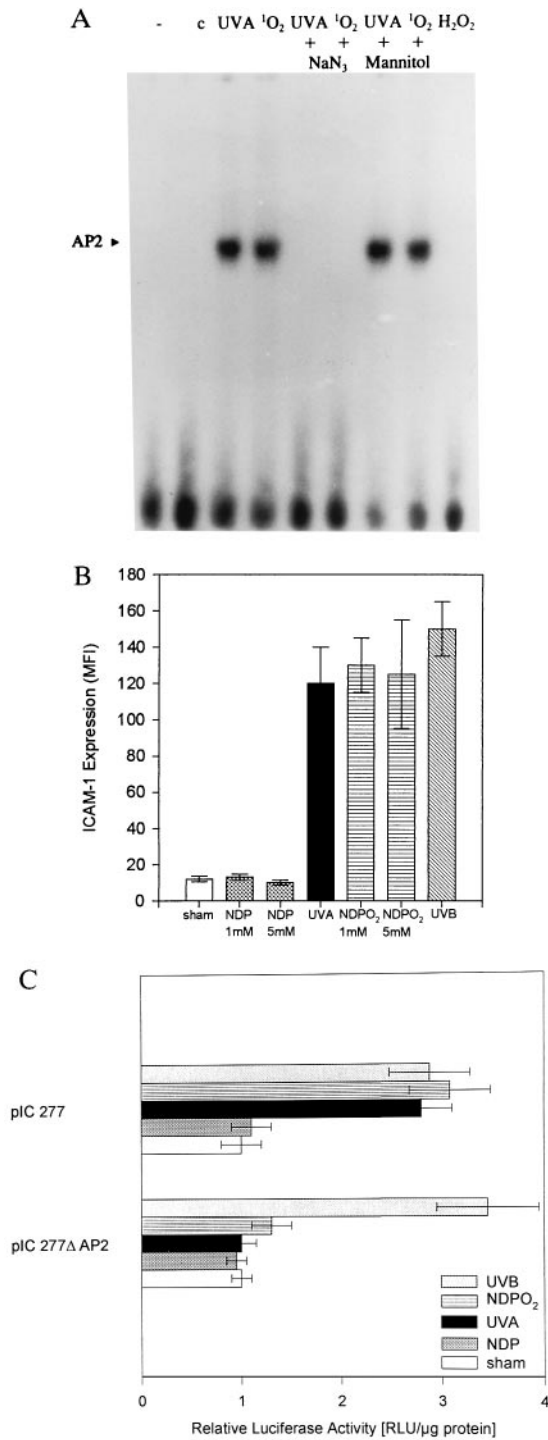 A
- c UVA ¹O₂ UVA ¹O₂ UVA ¹O₂ H₂O₂
+ + + +
NaN₃ Mannitol
AP2
B
180
160
140
120
100
80
60
40
20
0
ICAM-1 Expression (MFI)
sham NDP NDP UVA NDPO₂ NDPO₂ UVB
1mM 5mM 1mM 5mM
C
pIC 277
pIC 277Δ AP2
UVB
NDPO₂
UVA
NDP
sham
0 1 2 3 4
Relative Luciferase Activity [RLU/µg protein]